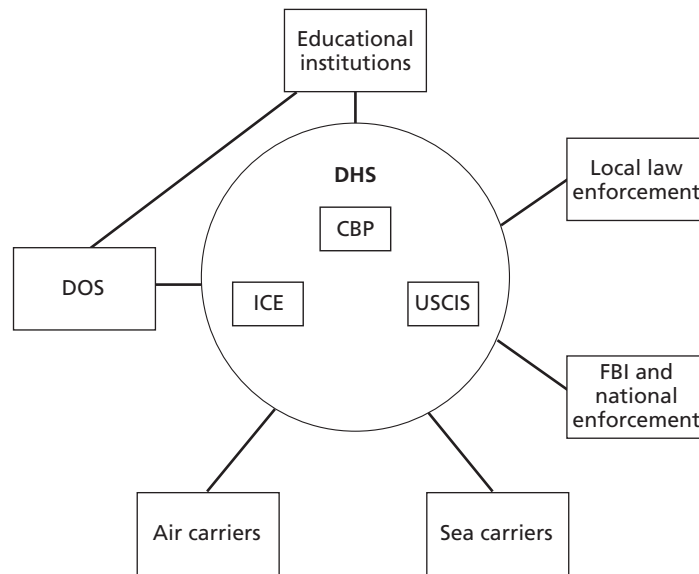 Educational
institutions
DHS
Local law
enforcement
CBP
DOS
ICE
USCIS
FBI and
national
enforcement
Air carriers
Sea carriers